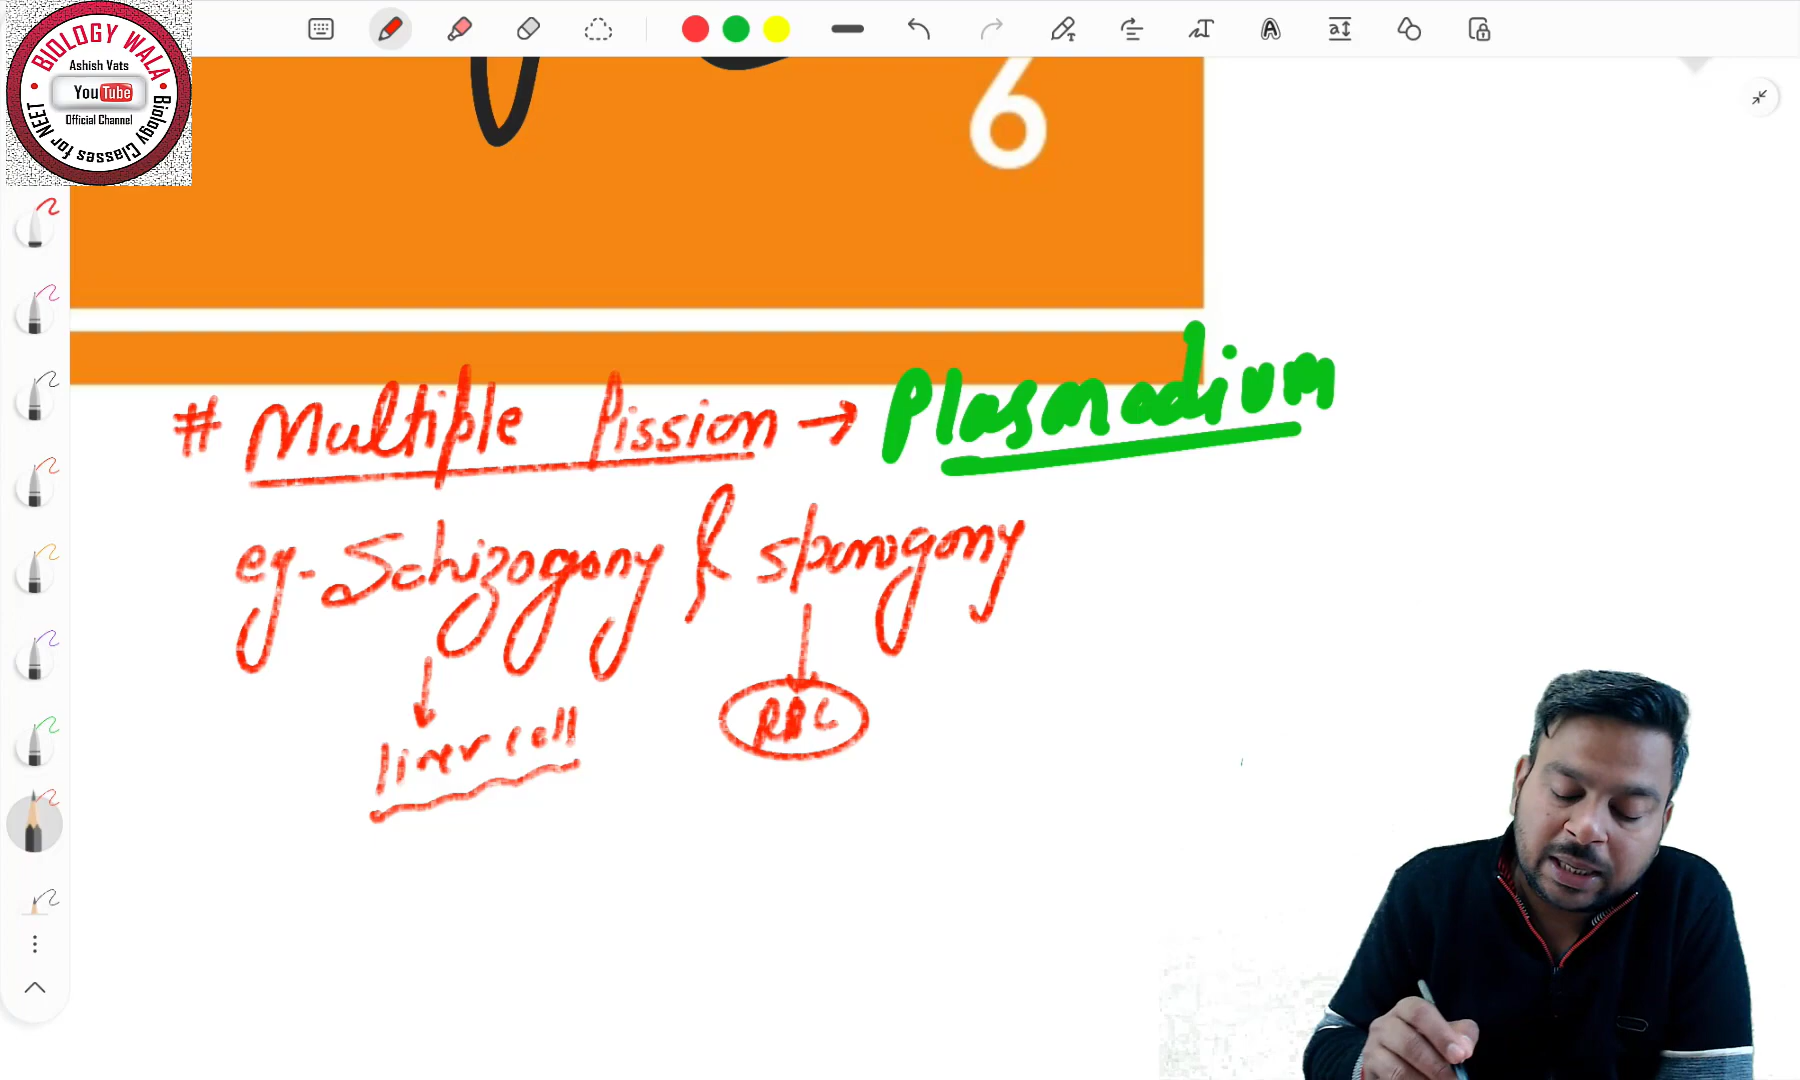 BIOLOGY WALA
Ashish Vats
YouTube
Official Channel
Biology Classes for NEET
6
# Multiple fission → Plasmodium
eg. Schizogony & sporogony
liver cell
RBC